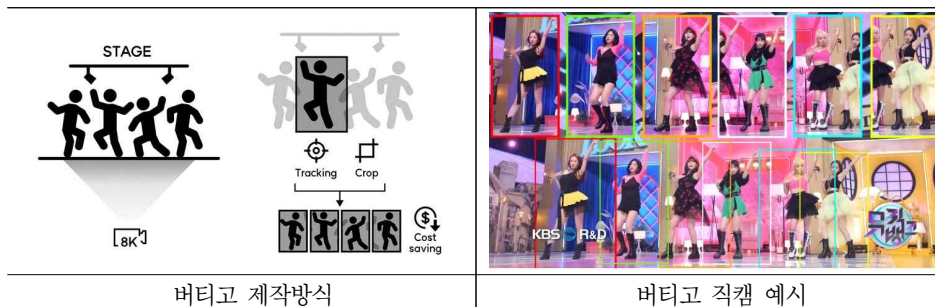 STAGE
8K
Tracking
Crop
$
Cost
saving
KBS R&D
뮤직
뱅크
버티고 제작방식
버티고 직캠 예시